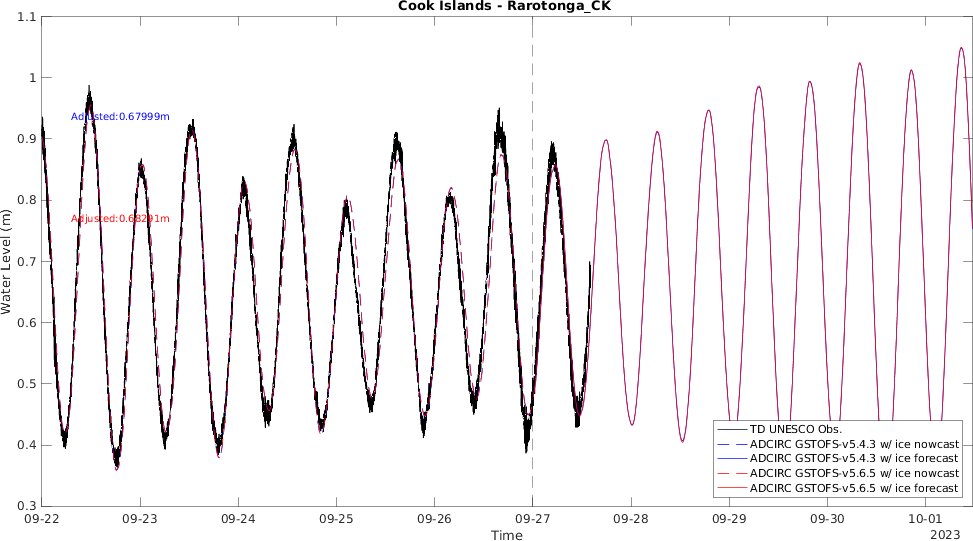 Cook Islands - Rarotonga_CK
1.1
1
0.9
0.8
0.7
0.6
0.5
0.4
0.3
Water Level (m)
Adjusted:0.67999m
Adjusted:0.68291m
TD UNESCO Obs.
ADCIRC GSTOFS-v5.4.3 w/ ice nowcast
ADCIRC GSTOFS-v5.4.3 w/ ice forecast
ADCIRC GSTOFS-v5.6.5 w/ ice nowcast
ADCIRC GSTOFS-v5.6.5 w/ ice forecast
09-22 09-23 09-24 09-25 09-26 09-27 09-28 09-29 09-30 10-01
Time
2023